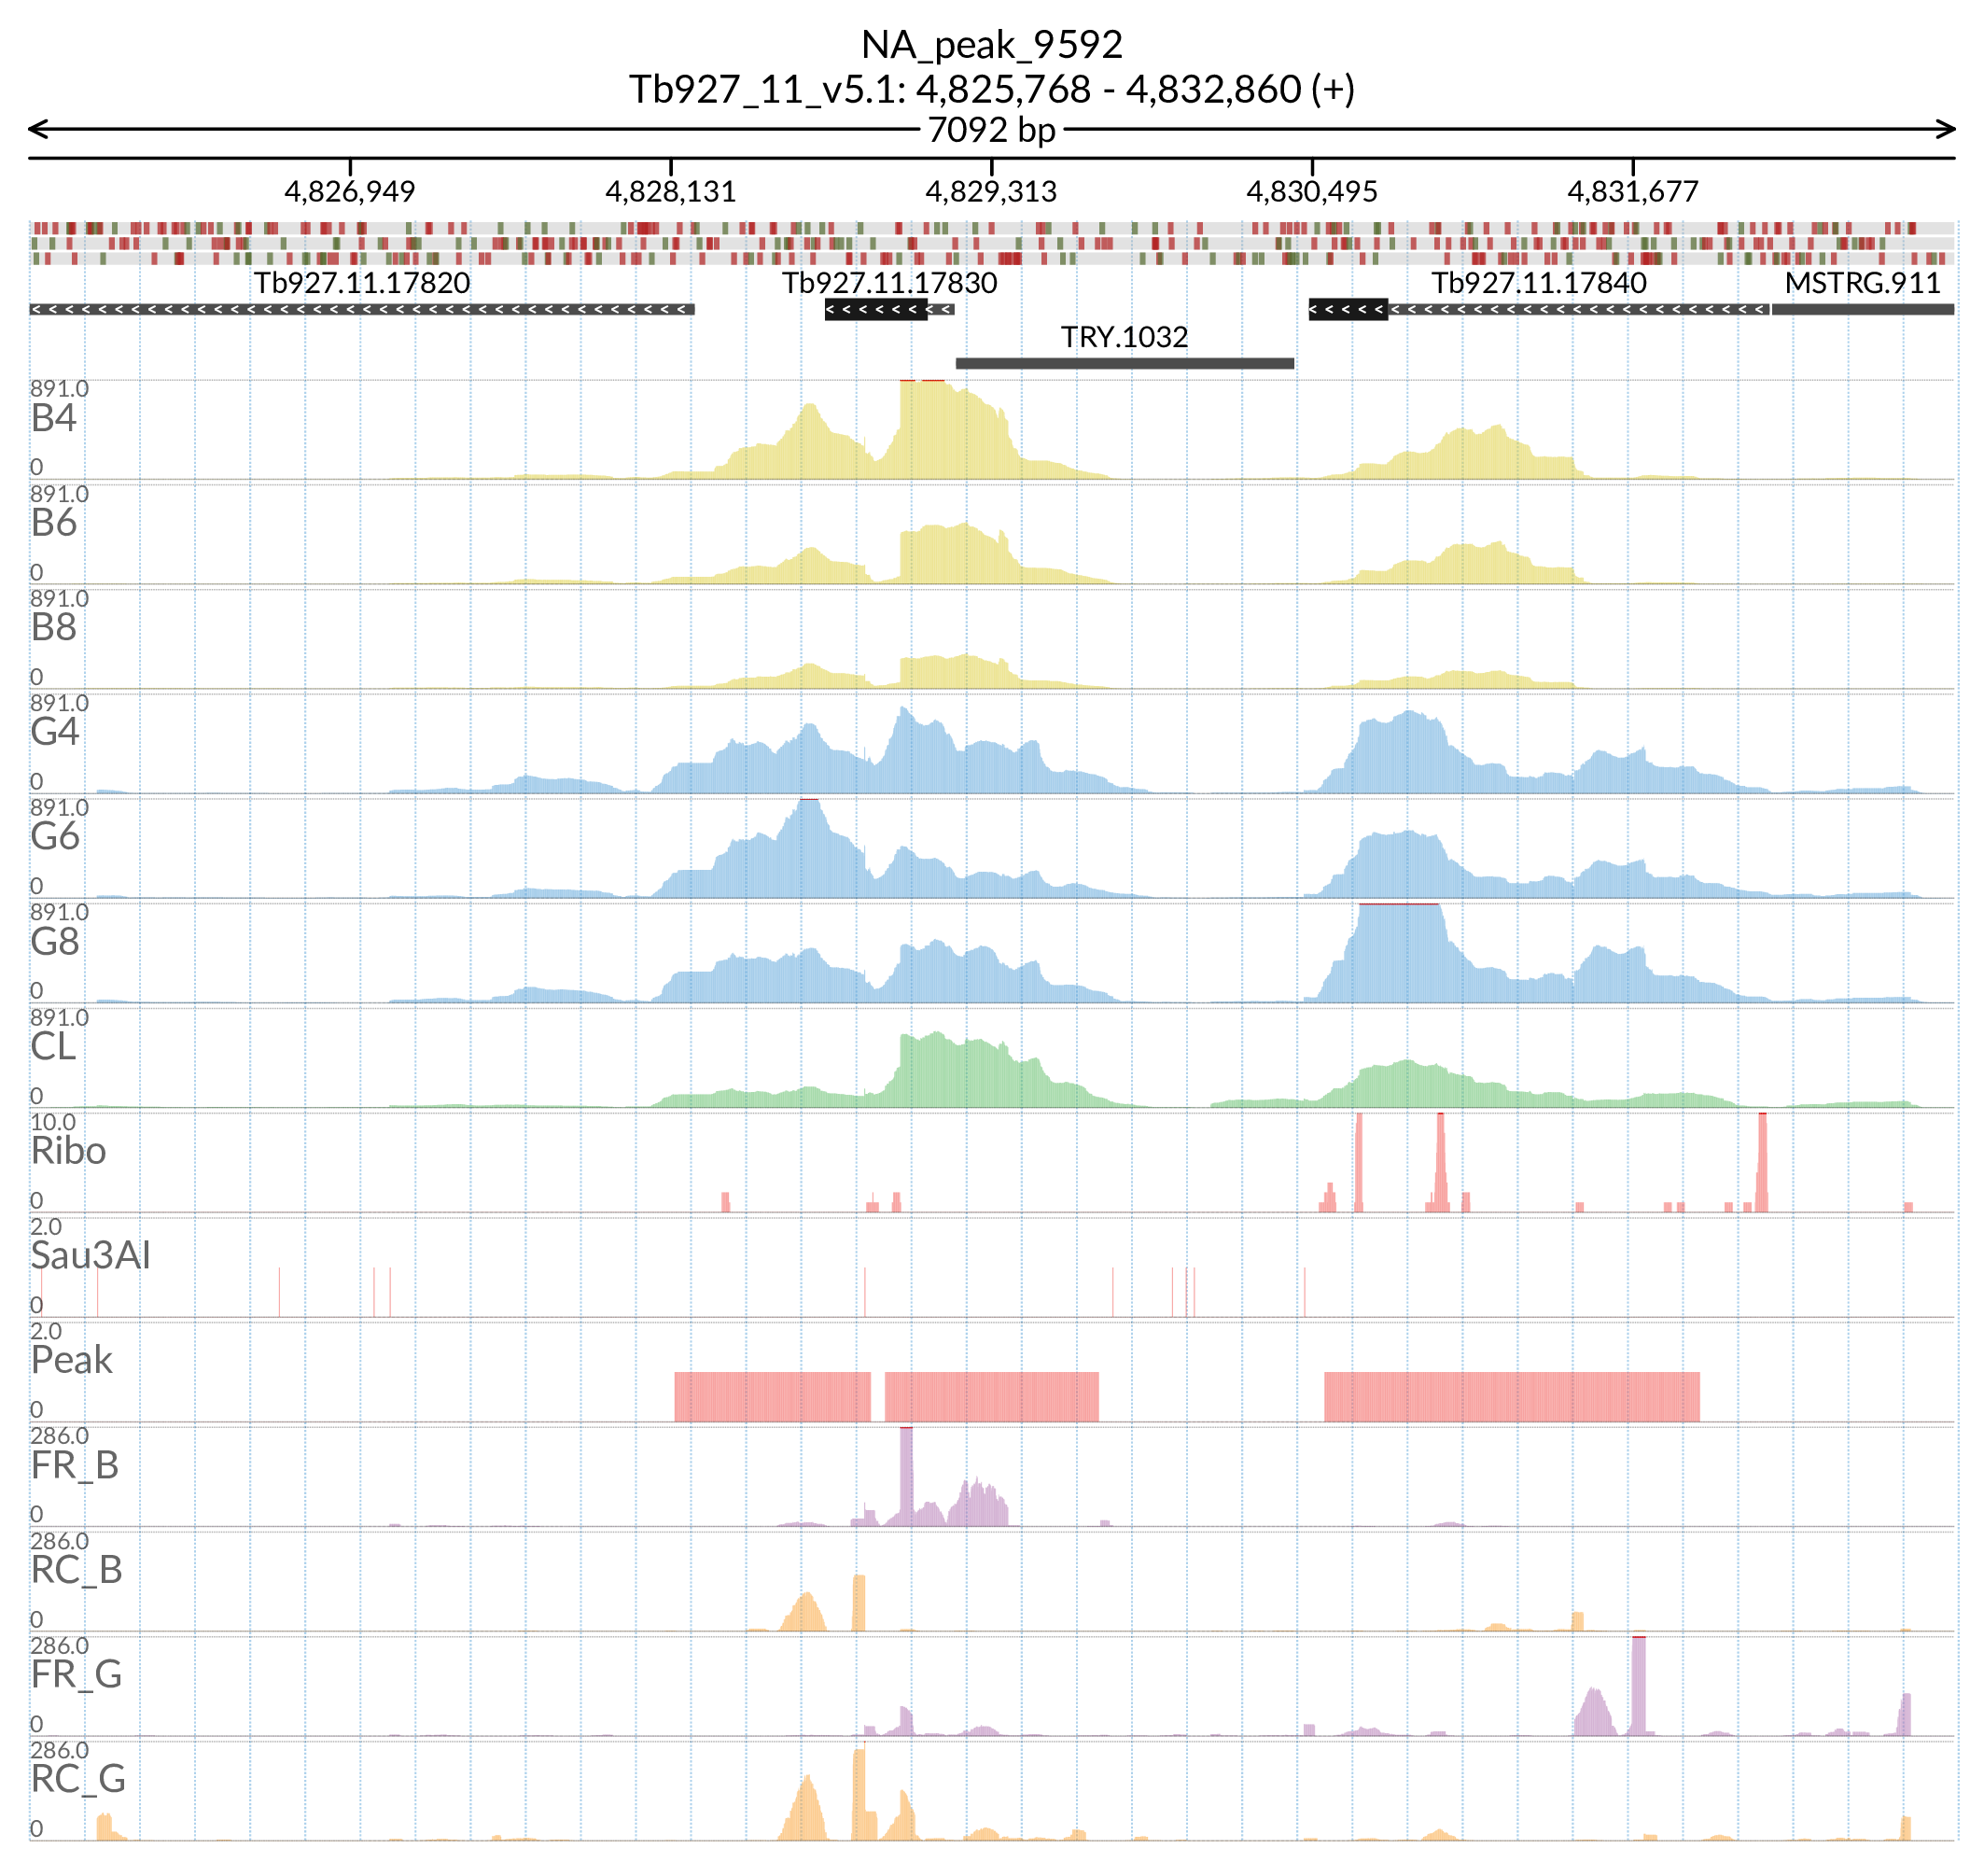 NA_peak_9592
Tb927_11_v5.1: 4,825,768 - 4,832,860 (+)
7092 bp
4,826,949 4,828,131 4,829,313 4,830,495 4,831,677
Tb927.11.17820 Tb927.11.17830 Tb927.11.17840 MSTRG.911
TRY.1032
891.0
B4
0
891.0
B6
0
891.0
B8
0
891.0
G4
0
891.0
G6
0
891.0
G8
0
891.0
CL
0
10.0
Ribo
0
2.0
Sau3AI
0
2.0
Peak
0
286.0
FR_B
0
286.0
RC_B
0
286.0
FR_G
0
286.0
RC_G
0